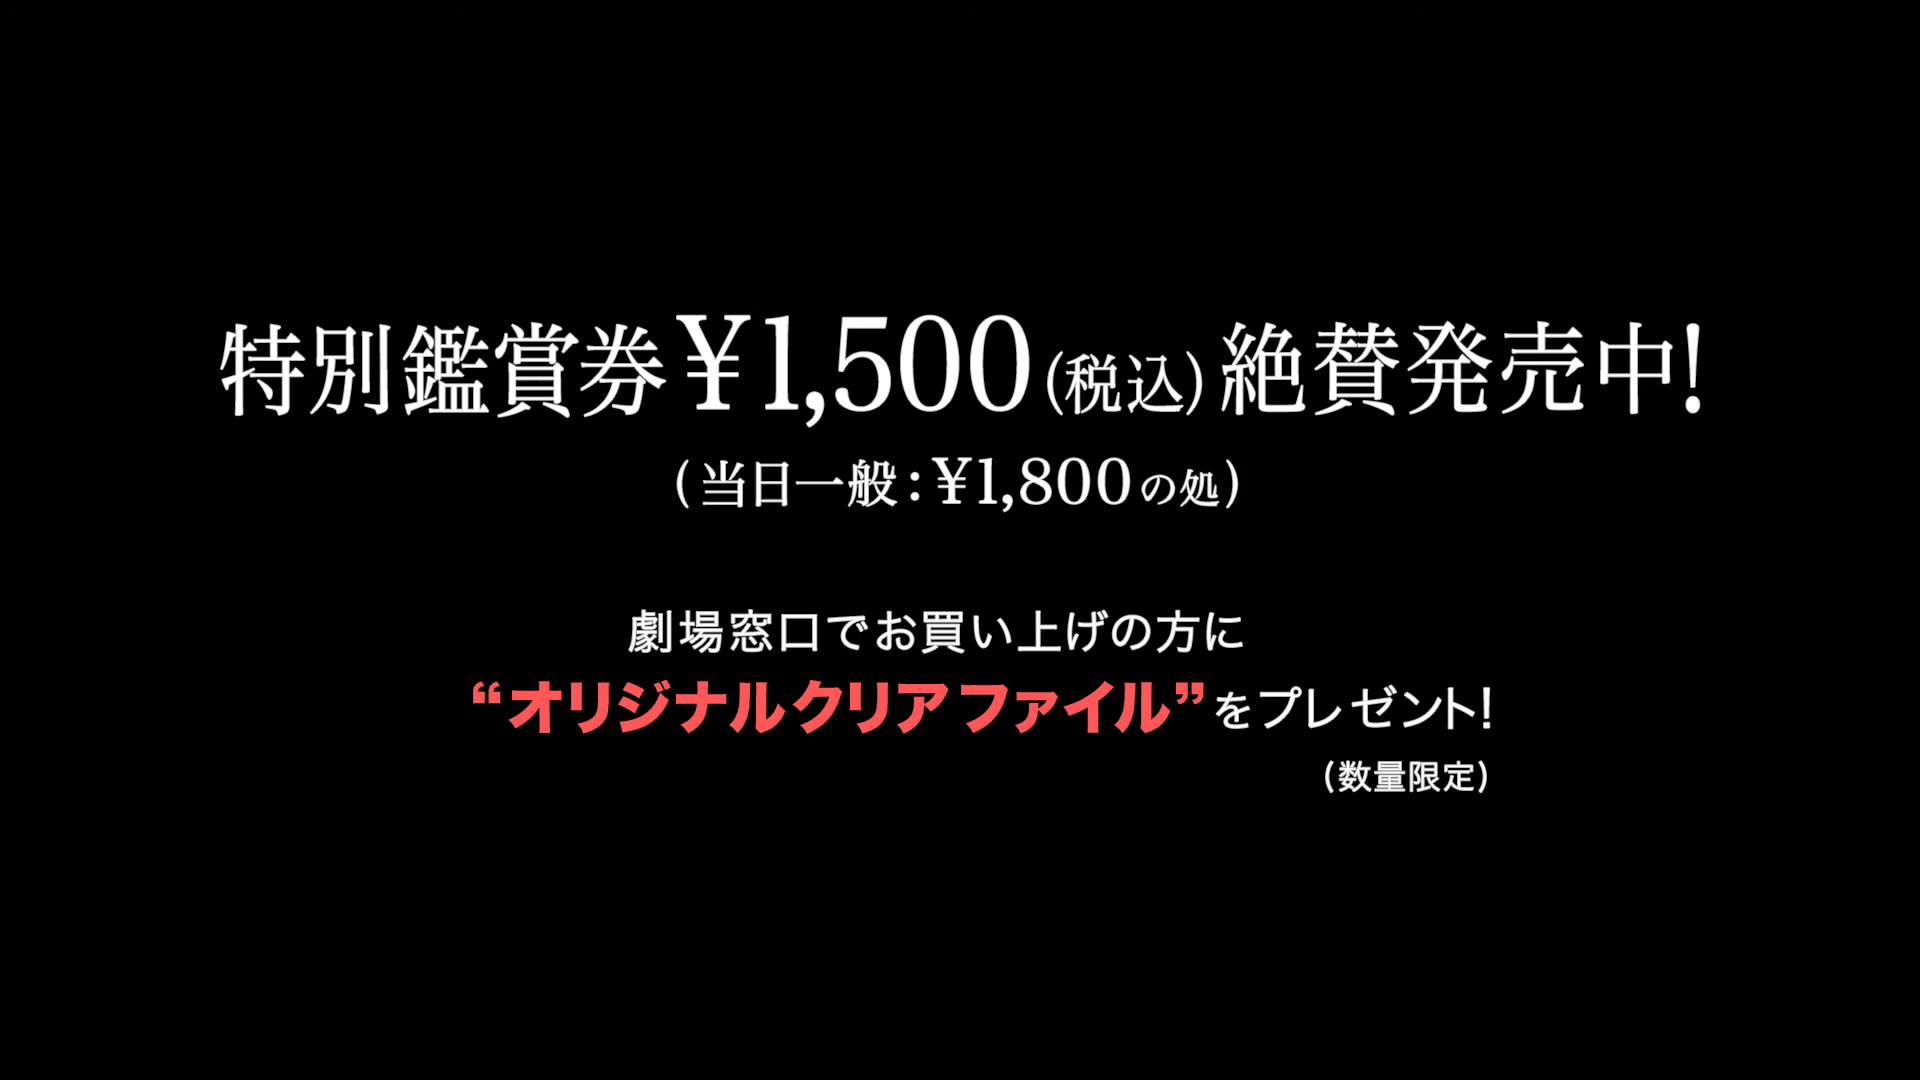 特別鑑賞券¥1,500(税込)絶賛発売中!
(当日一般:¥1,800の処)
劇場窓口でお買い上げの方に
“オリジナルクリアファイル”をプレゼント!
(数量限定)